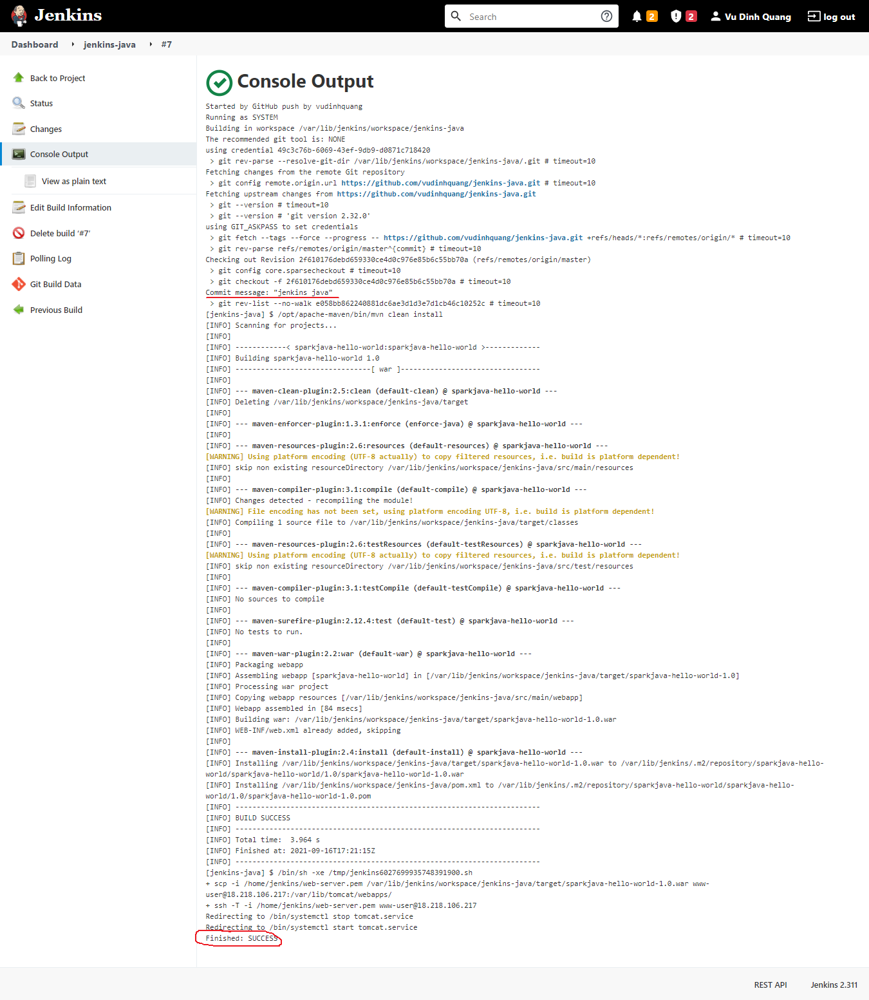 Jenkins
Search
2
2
Vu Dinh Quang
log out
Dashboard
jenkins-java
#7
Back to Project
Status
Changes
Console Output
View as plain text
Edit Build Information
Delete build ‘#7’
Polling Log
Git Build Data
Previous Build
Console Output
Started by GitHub push by vudinhquang
Running as SYSTEM
Building in workspace /var/lib/jenkins/workspace/jenkins-java
The recommended git tool is: NONE
using credential 49c3c76b-6069-43ef-9db9-d0871c718420
> git rev-parse --resolve-git-dir /var/lib/jenkins/workspace/jenkins-java/.git # timeout=10
Fetching changes from the remote Git repository
> git config remote.origin.url https://github.com/vudinhquang/jenkins-java.git # timeout=10
Fetching upstream changes from https://github.com/vudinhquang/jenkins-java.git
> git --version # timeout=10
> git --version # 'git version 2.32.0'
using GIT_ASKPASS to set credentials
> git fetch --tags --force --progress -- https://github.com/vudinhquang/jenkins-java.git +refs/heads/*:refs/remotes/origin/* # timeout=10
> git rev-parse refs/remotes/origin/master^{commit} # timeout=10
Checking out Revision 2f610176debd659330ce4d0c976e85b6c55bb70a (refs/remotes/origin/master)
> git config core.sparsecheckout # timeout=10
> git checkout -f 2f610176debd659330ce4d0c976e85b6c55bb70a # timeout=10
Commit message: "jenkins java"
> git rev-list --no-walk e058bb862240881dc6ae3d1d3e7d1cb46c10252c # timeout=10
[jenkins-java] $ /opt/apache-maven/bin/mvn clean install
[INFO] Scanning for projects...
[INFO]
[INFO] ------------< sparkjava-hello-world:sparkjava-hello-world >-------------
[INFO] Building sparkjava-hello-world 1.0
[INFO] --------------------------------[ war ]---------------------------------
[INFO]
[INFO] --- maven-clean-plugin:2.5:clean (default-clean) @ sparkjava-hello-world ---
[INFO] Deleting /var/lib/jenkins/workspace/jenkins-java/target
[INFO]
[INFO] --- maven-enforcer-plugin:1.3.1:enforce (enforce-java) @ sparkjava-hello-world ---
[INFO]
[INFO] --- maven-resources-plugin:2.6:resources (default-resources) @ sparkjava-hello-world ---
[WARNING] Using platform encoding (UTF-8 actually) to copy filtered resources, i.e. build is platform dependent!
[INFO] skip non existing resourceDirectory /var/lib/jenkins/workspace/jenkins-java/src/main/resources
[INFO]
[INFO] --- maven-compiler-plugin:3.1:compile (default-compile) @ sparkjava-hello-world ---
[INFO] Changes detected - recompiling the module!
[WARNING] File encoding has not been set, using platform encoding UTF-8, i.e. build is platform dependent!
[INFO] Compiling 1 source file to /var/lib/jenkins/workspace/jenkins-java/target/classes
[INFO]
[INFO] --- maven-resources-plugin:2.6:testResources (default-testResources) @ sparkjava-hello-world ---
[WARNING] Using platform encoding (UTF-8 actually) to copy filtered resources, i.e. build is platform dependent!
[INFO] skip non existing resourceDirectory /var/lib/jenkins/workspace/jenkins-java/src/test/resources
[INFO]
[INFO] --- maven-compiler-plugin:3.1:testCompile (default-testCompile) @ sparkjava-hello-world ---
[INFO] No sources to compile
[INFO]
[INFO] --- maven-surefire-plugin:2.12.4:test (default-test) @ sparkjava-hello-world ---
[INFO] No tests to run.
[INFO]
[INFO] --- maven-war-plugin:2.2:war (default-war) @ sparkjava-hello-world ---
[INFO] Packaging webapp
[INFO] Assembling webapp [sparkjava-hello-world] in [/var/lib/jenkins/workspace/jenkins-java/target/sparkjava-hello-world-1.0]
[INFO] Processing war project
[INFO] Copying webapp resources [/var/lib/jenkins/workspace/jenkins-java/src/main/webapp]
[INFO] Webapp assembled in [84 msecs]
[INFO] Building war: /var/lib/jenkins/workspace/jenkins-java/target/sparkjava-hello-world-1.0.war
[INFO] WEB-INF/web.xml already added, skipping
[INFO]
[INFO] --- maven-install-plugin:2.4:install (default-install) @ sparkjava-hello-world ---
[INFO] Installing /var/lib/jenkins/workspace/jenkins-java/target/sparkjava-hello-world-1.0.war to /var/lib/jenkins/.m2/repository/sparkjava-hello-
world/sparkjava-hello-world/1.0/sparkjava-hello-world-1.0.war
[INFO] Installing /var/lib/jenkins/workspace/jenkins-java/pom.xml to /var/lib/jenkins/.m2/repository/sparkjava-hello-world/sparkjava-hello-
world/1.0/sparkjava-hello-world-1.0.pom
[INFO] ------------------------------------------------------------------------
[INFO] BUILD SUCCESS
[INFO] ------------------------------------------------------------------------
[INFO] Total time:  3.964 s
[INFO] Finished at: 2021-09-16T17:21:15Z
[INFO] ------------------------------------------------------------------------
[jenkins-java] $ /bin/sh -xe /tmp/jenkins6027699935748391900.sh
+ scp -i /home/jenkins/web-server.pem /var/lib/jenkins/workspace/jenkins-java/target/sparkjava-hello-world-1.0.war www-
user@18.218.106.217:/var/lib/tomcat/webapps/
+ ssh -T -i /home/jenkins/web-server.pem www-user@18.218.106.217
Redirecting to /bin/systemctl stop tomcat.service
Redirecting to /bin/systemctl start tomcat.service
Finished: SUCCESS
REST API
Jenkins 2.311